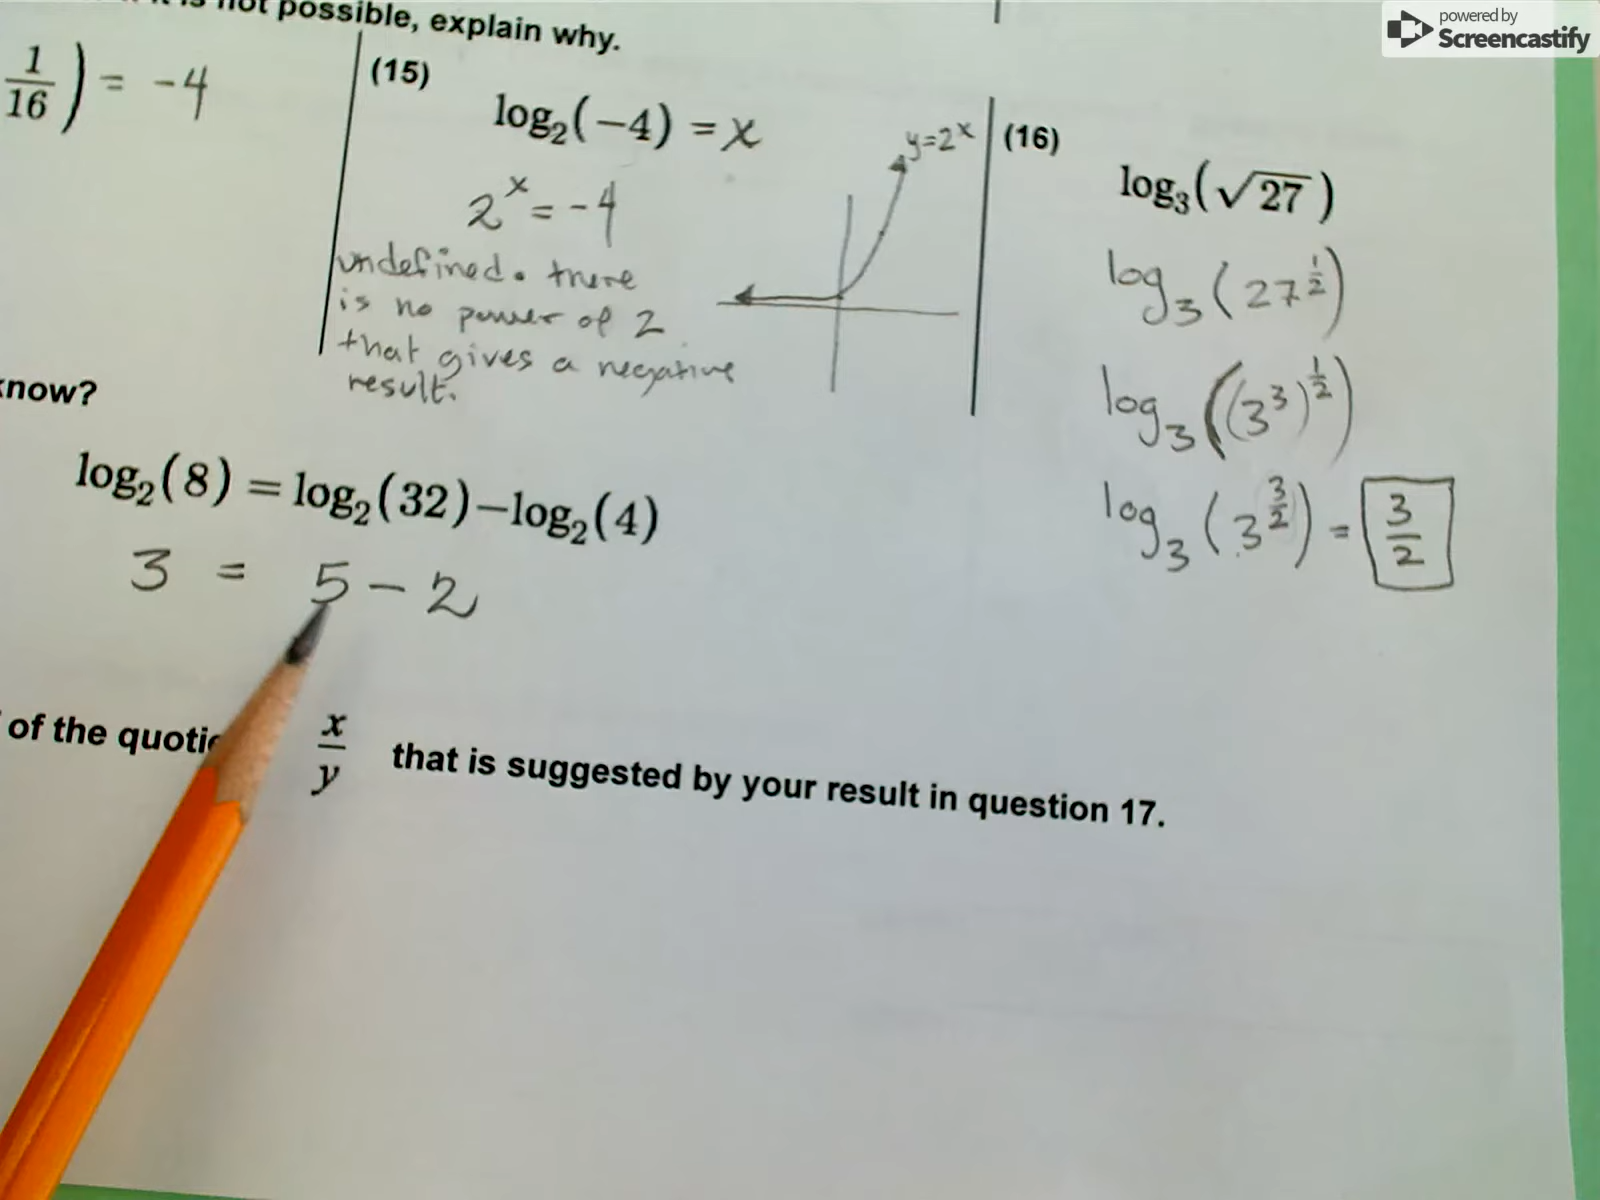 not possible, explain why.
powered by
Screencastify
1/16) = -4
(15)
log₂(−4) = x
y=2ˣ
2ˣ = -4
undefined. there
is no power of 2
that gives a negative
result.
(16)
log₃(√27)
log₃(27^(1/2))
log₃((3³)^(1/2))
log₃(3^(3/2)) = 3/2
know?
log₂(8) = log₂(32)−log₂(4)
3 = 5 - 2
of the x/y that is suggested by your result in question 17.